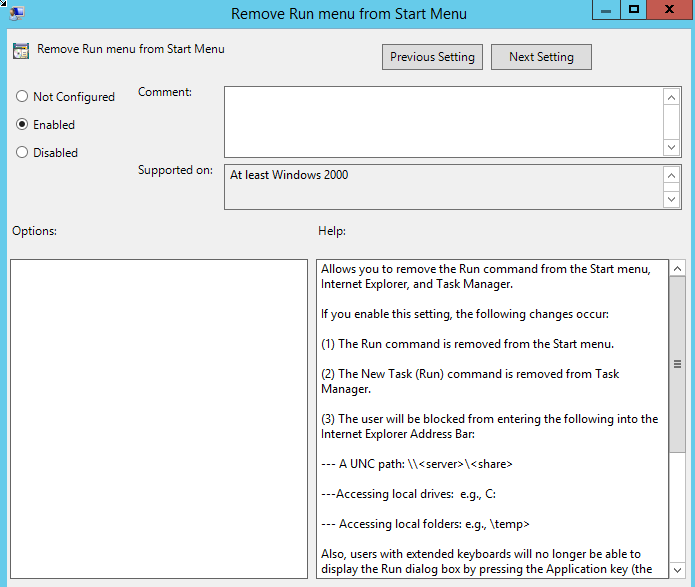 Remove Run menu from Start Menu
Remove Run menu from Start Menu
Previous Setting
Next Setting
Not Configured
Comment:
Enabled
Disabled
Supported on:
At least Windows 2000
Options:
Help:
Allows you to remove the Run command from the Start menu,
Internet Explorer, and Task Manager.
If you enable this setting, the following changes occur:
(1) The Run command is removed from the Start menu.
(2) The New Task (Run) command is removed from Task
Manager.
(3) The user will be blocked from entering the following into the
Internet Explorer Address Bar:
--- A UNC path: \\<server>\<share>
---Accessing local drives:  e.g., C:
--- Accessing local folders: e.g., \temp>
Also, users with extended keyboards will no longer be able to
display the Run dialog box by pressing the Application key (the